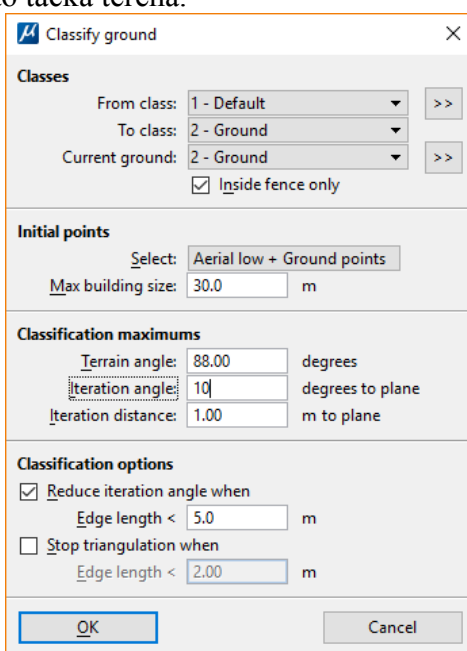 to tačka terena.
Classify ground
Classes
From class: 1 - Default >>
To class: 2 - Ground
Current ground: 2 - Ground >>
Inside fence only
Initial points
Select: Aerial low + Ground points
Max building size: 30.0 m
Classification maximums
Terrain angle: 88.00 degrees
Iteration angle: 10 degrees to plane
Iteration distance: 1.00 m to plane
Classification options
Reduce iteration angle when
Edge length < 5.0 m
Stop triangulation when
Edge length < 2.00 m
OK Cancel